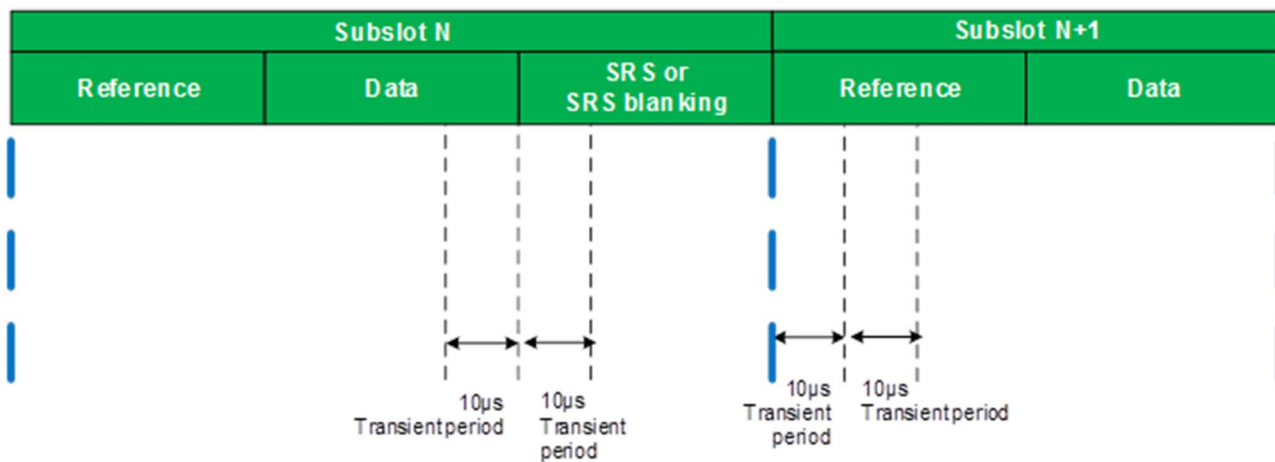 Subslot N
Subslot N+1
Reference
Data
SRS or
SRS blanking
Reference
Data
10µs
Transient period
10µs
Transient
period
10µs
Transient
period
10µs
Transient period